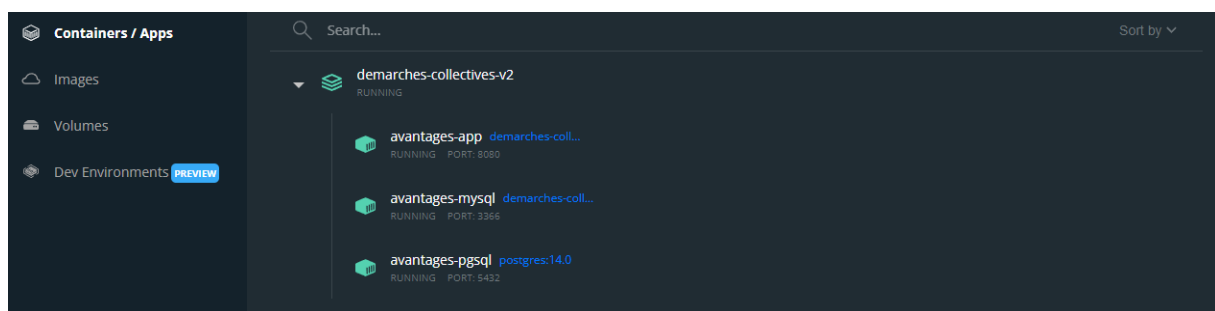 Containers / Apps
Images
Volumes
Dev Environments PREVIEW
Search...
Sort by
demarches-collectives-v2
RUNNING
avantages-app demarches-coll...
RUNNING PORT: 8080
avantages-mysql demarches-coll...
RUNNING PORT: 3366
avantages-pgsql postgres:14.0
RUNNING PORT: 5432